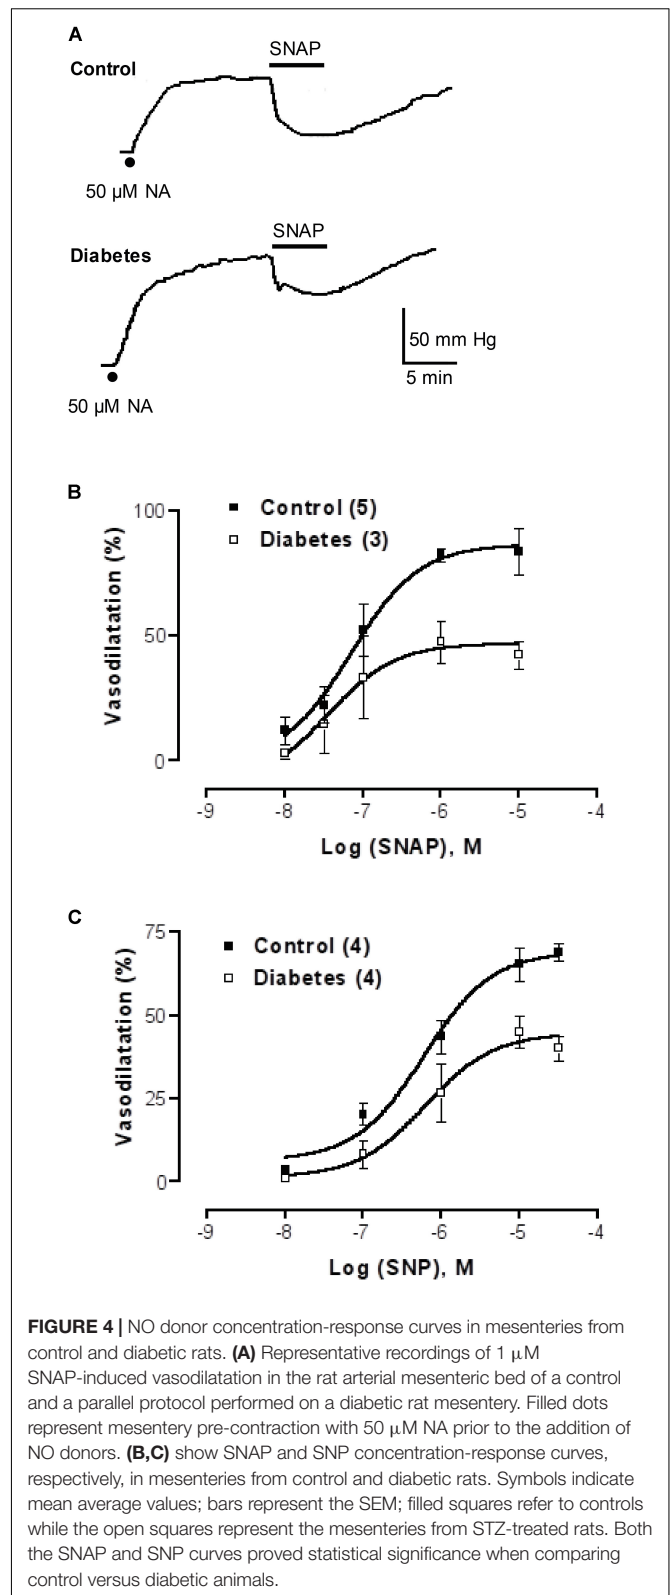 A
SNAP
Control
50 µM NA
SNAP
Diabetes
50 mm Hg
5 min
50 µM NA
B
100
50
0
Vasodilatation (%)
Control (5)
Diabetes (3)
-9 -8 -7 -6 -5 -4
Log (SNAP), M
C
75
50
25
0
Vasodilatation (%)
Control (4)
Diabetes (4)
-9 -8 -7 -6 -5 -4
Log (SNP), M
FIGURE 4 | NO donor concentration-response curves in mesenteries from
control and diabetic rats. (A) Representative recordings of 1 µM
SNAP-induced vasodilatation in the rat arterial mesenteric bed of a control
and a parallel protocol performed on a diabetic rat mesentery. Filled dots
represent mesentery pre-contraction with 50 µM NA prior to the addition of
NO donors. (B,C) show SNAP and SNP concentration-response curves,
respectively, in mesenteries from control and diabetic rats. Symbols indicate
mean average values; bars represent the SEM; filled squares refer to controls
while the open squares represent the mesenteries from STZ-treated rats. Both
the SNAP and SNP curves proved statistical significance when comparing
control versus diabetic animals.